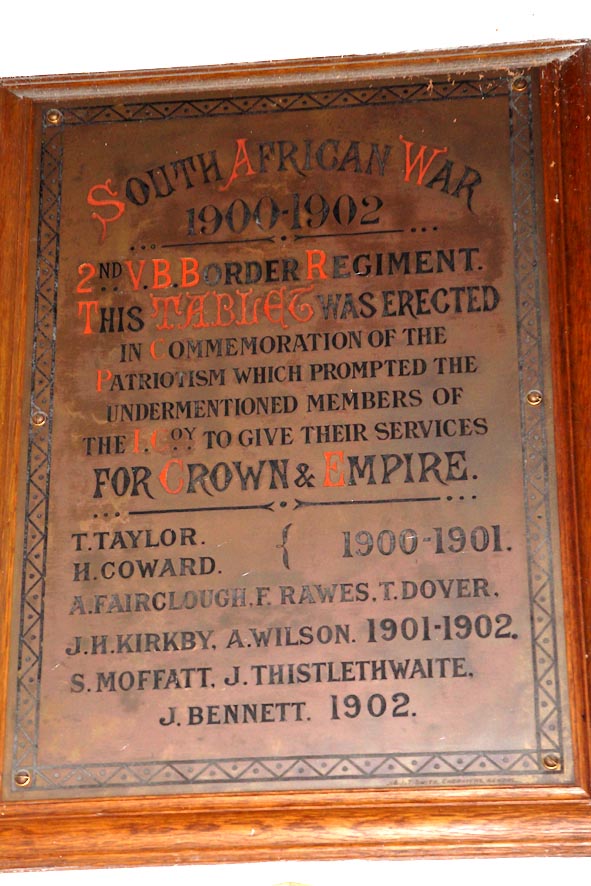 SOUTH AFRICAN WAR
1900-1902
2ND V.B. BORDER REGIMENT.
THIS TABLET WAS ERECTED
IN COMMEMORATION OF THE
PATRIOTISM WHICH PROMPTED THE
UNDERMENTIONED MEMBERS OF
THE I. COY TO GIVE THEIR SERVICES
FOR CROWN & EMPIRE.
T. TAYLOR. { 1900-1901.
H. COWARD.
A. FAIRCLOUGH. F. RAWES. T. DOVER.
J.H. KIRKBY. A. WILSON. 1901-1902.
S. MOFFATT. J. THISTLETHWAITE.
J. BENNETT. 1902.